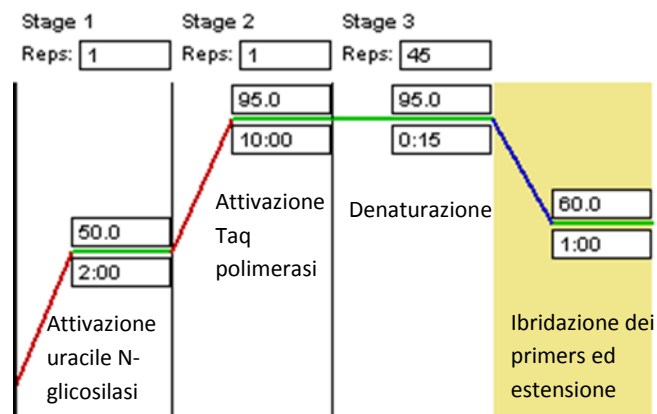 Stage 1
Reps: 1
Stage 2
Reps: 1
Stage 3
Reps: 45
50.0
2:00
Attivazione
uracile N-
glicosilasi
95.0
10:00
Attivazione
Taq
polimerasi
95.0
0:15
Denaturazione
60.0
1:00
Ibridazione dei
primers ed
estensione